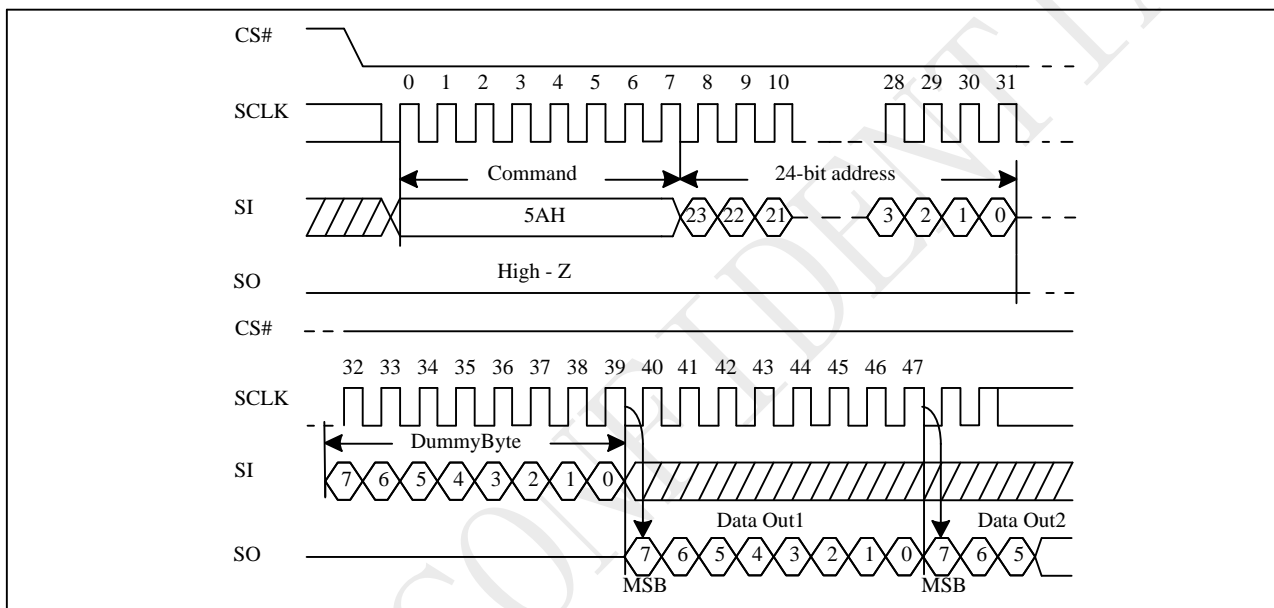 CS#
0 1 2 3 4 5 6 7 8 9 10 28 29 30 31
SCLK
Command 24-bit address
SI 5AH 23 22 21 3 2 1 0
High - Z
SO
CS#
32 33 34 35 36 37 38 39 40 41 42 43 44 45 46 47
SCLK
DummyByte
SI 7 6 5 4 3 2 1 0
Data Out1 Data Out2
SO 7 6 5 4 3 2 1 0 7 6 5
MSB MSB
CONFIDENTIA